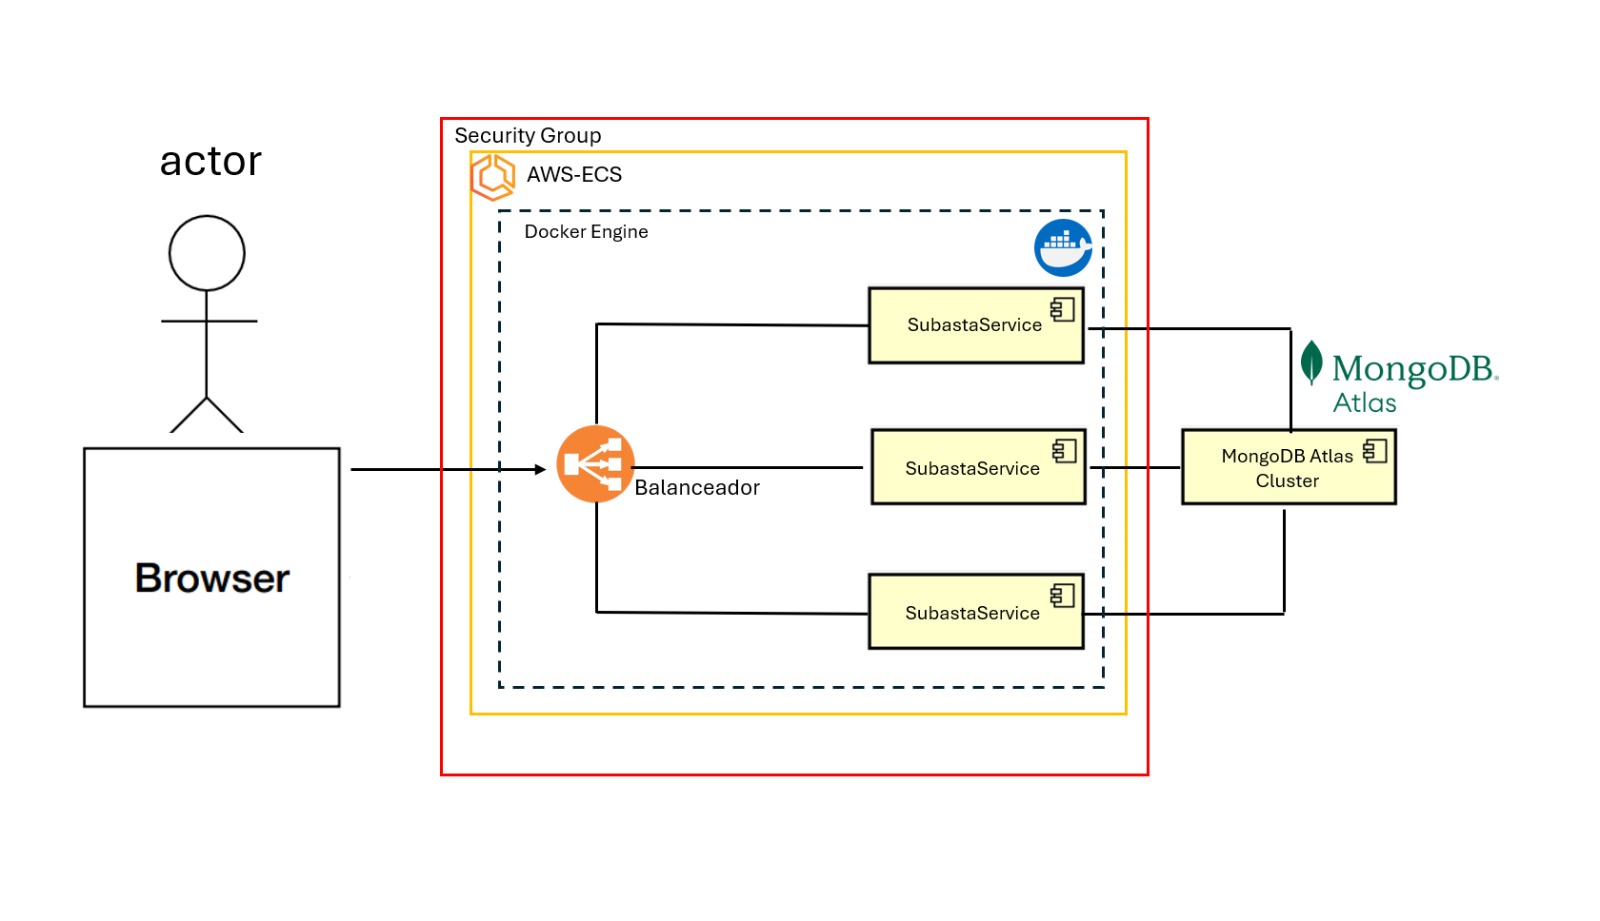 actor
Browser
Security Group
AWS-ECS
Docker Engine
Balanceador
SubastaService
SubastaService
SubastaService
MongoDB®
Atlas
MongoDB Atlas
Cluster